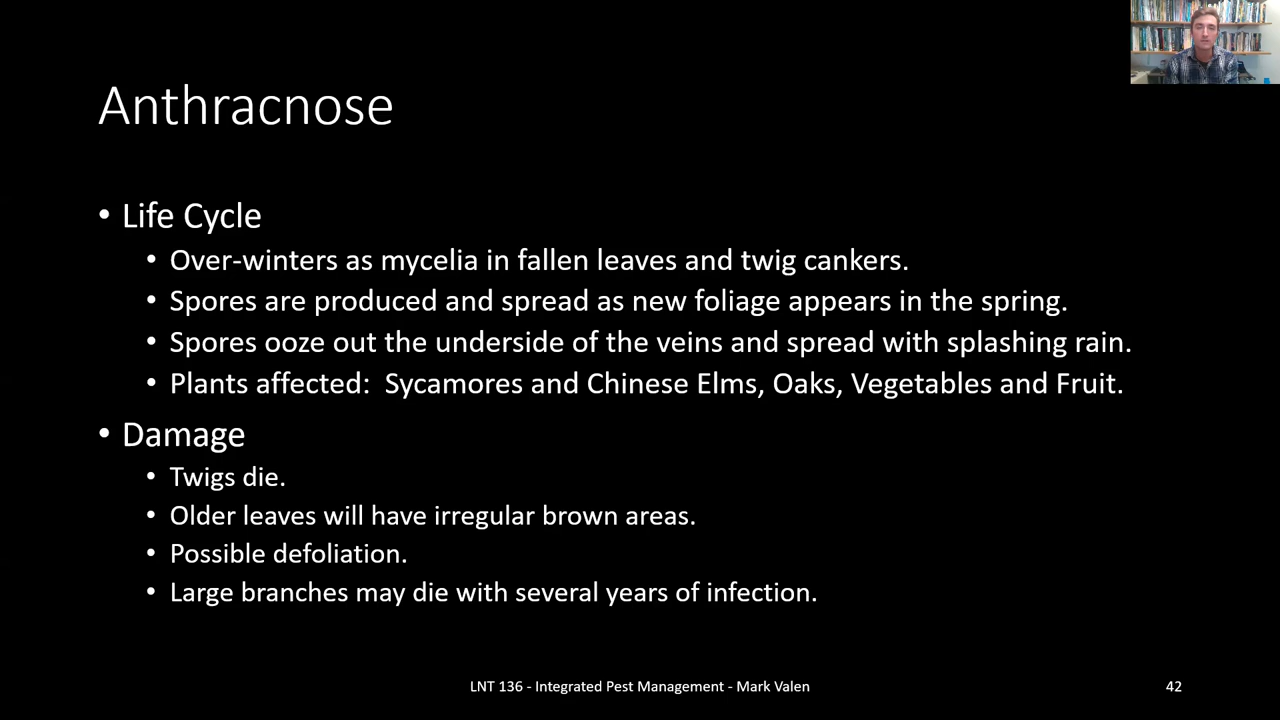 Anthracnose
• Life Cycle
• Over-winters as mycelia in fallen leaves and twig cankers.
• Spores are produced and spread as new foliage appears in the spring.
• Spores ooze out the underside of the veins and spread with splashing rain.
• Plants affected:  Sycamores and Chinese Elms, Oaks, Vegetables and Fruit.
• Damage
• Twigs die.
• Older leaves will have irregular brown areas.
• Possible defoliation.
• Large branches may die with several years of infection.
LNT 136 - Integrated Pest Management - Mark Valen
42